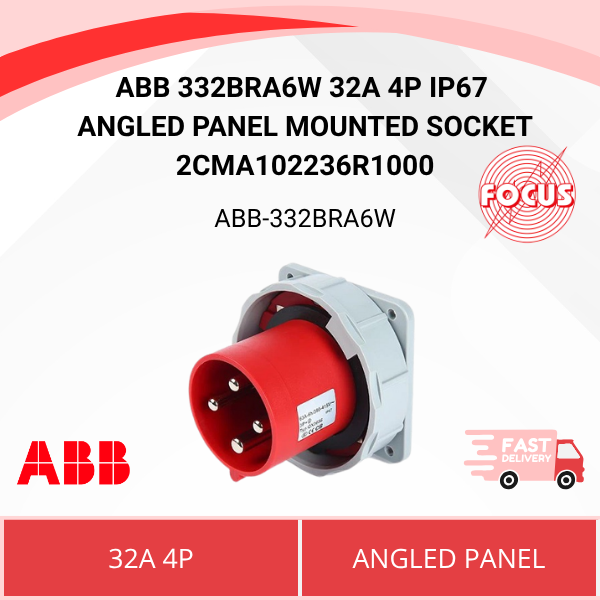 ABB 332BRA6W 32A 4P IP67
ANGLED PANEL MOUNTED SOCKET
2CMA102236R1000
FOCUS
ABB-332BRA6W
ABB
FAST
DELIVERY
32A 4P
ANGLED PANEL